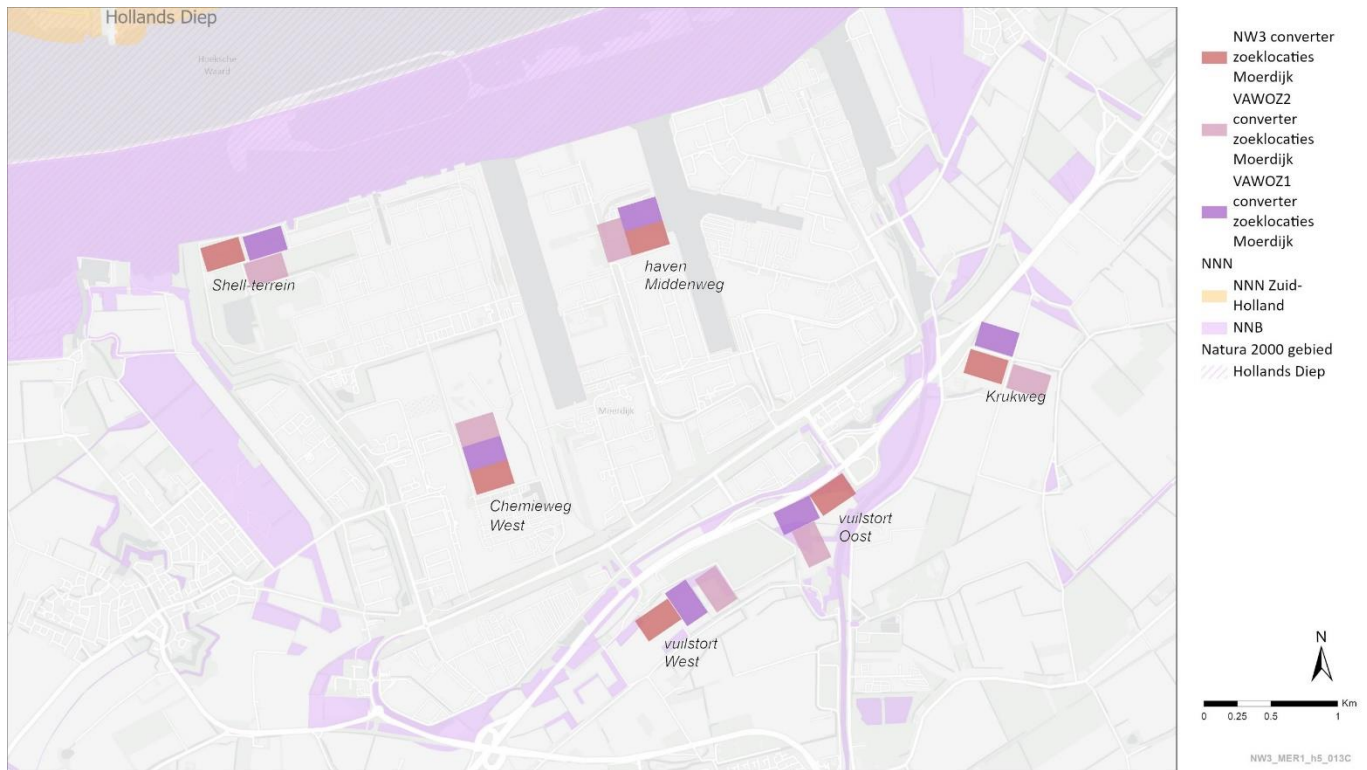 Hollands Diep
Hoeksche
Waard
Shell-terrein
haven
Middenweg
Krukweg
Moerdijk
Chemieweg
West
vuilstort
Oost
vuilstort
West
NW3 converter
zoeklocaties
Moerdijk
VAWOZ2
converter
zoeklocaties
Moerdijk
VAWOZ1
converter
zoeklocaties
Moerdijk
NNN
NNN Zuid-
Holland
NNB
Natura 2000 gebied
Hollands Diep
N
Km
0 0.25 0.5 1
NW3_MER1_h5_013C